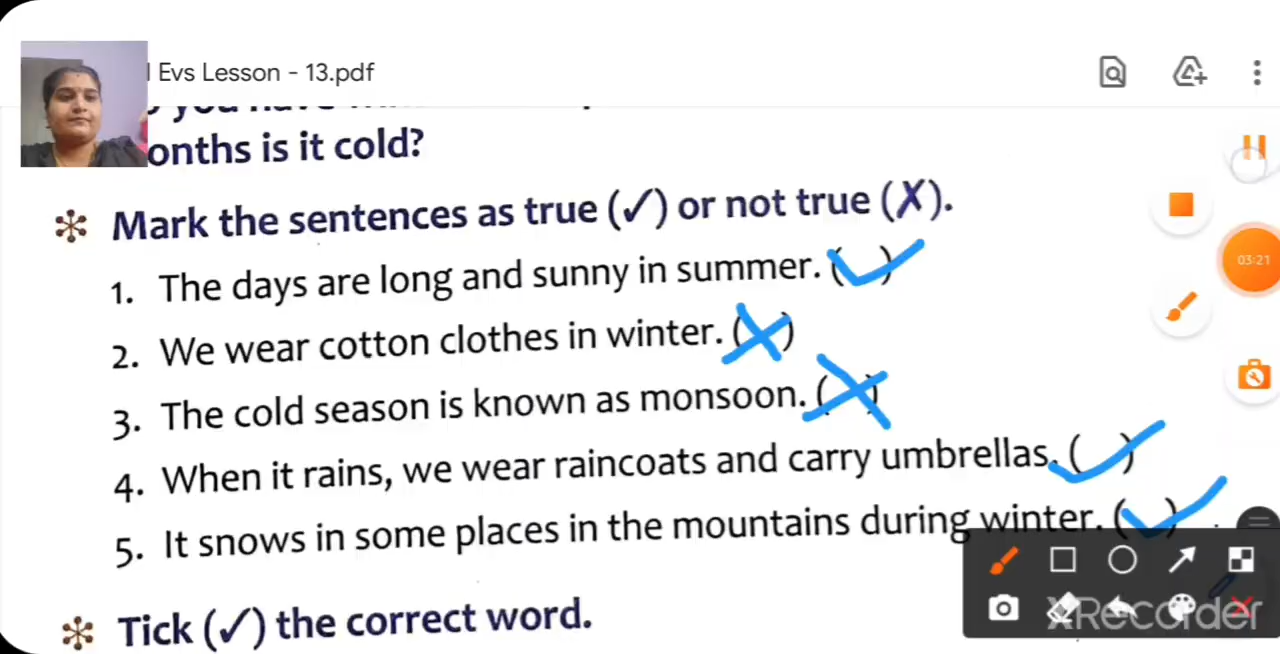 Evs Lesson - 13.pdf
onths is it cold?
Mark the sentences as true (✓) or not true (✗).
1. The days are long and sunny in summer. (✓)
2. We wear cotton clothes in winter. (✗)
3. The cold season is known as monsoon. (✗)
4. When it rains, we wear raincoats and carry umbrellas. (✓)
5. It snows in some places in the mountains during winter. (✓)
Tick (✓) the correct word.
03:21
XRecorder